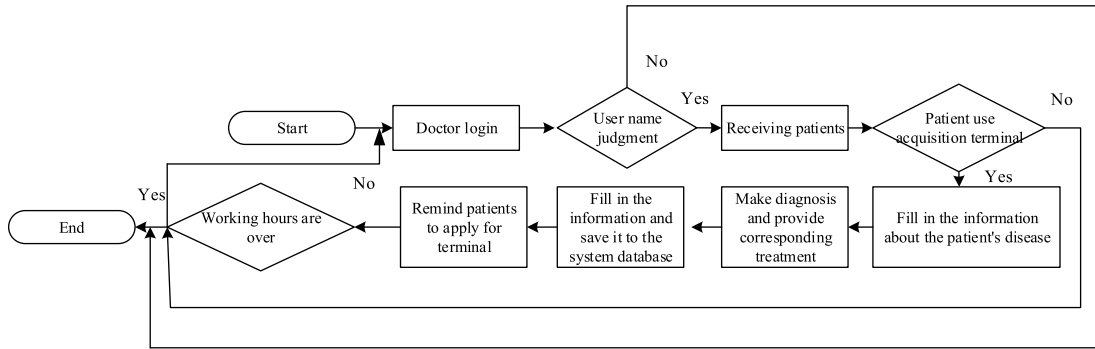 No
Yes
No
Start
Doctor login
User name
judgment
Receiving patients
Patient use
acquisition terminal
Yes
No
Yes
End
Working hours are
over
Remind patients
to apply for
terminal
Fill in the
information and
save it to the
system database
Make diagnosis
and provide
corresponding
treatment
Fill in the information
about the patient's disease